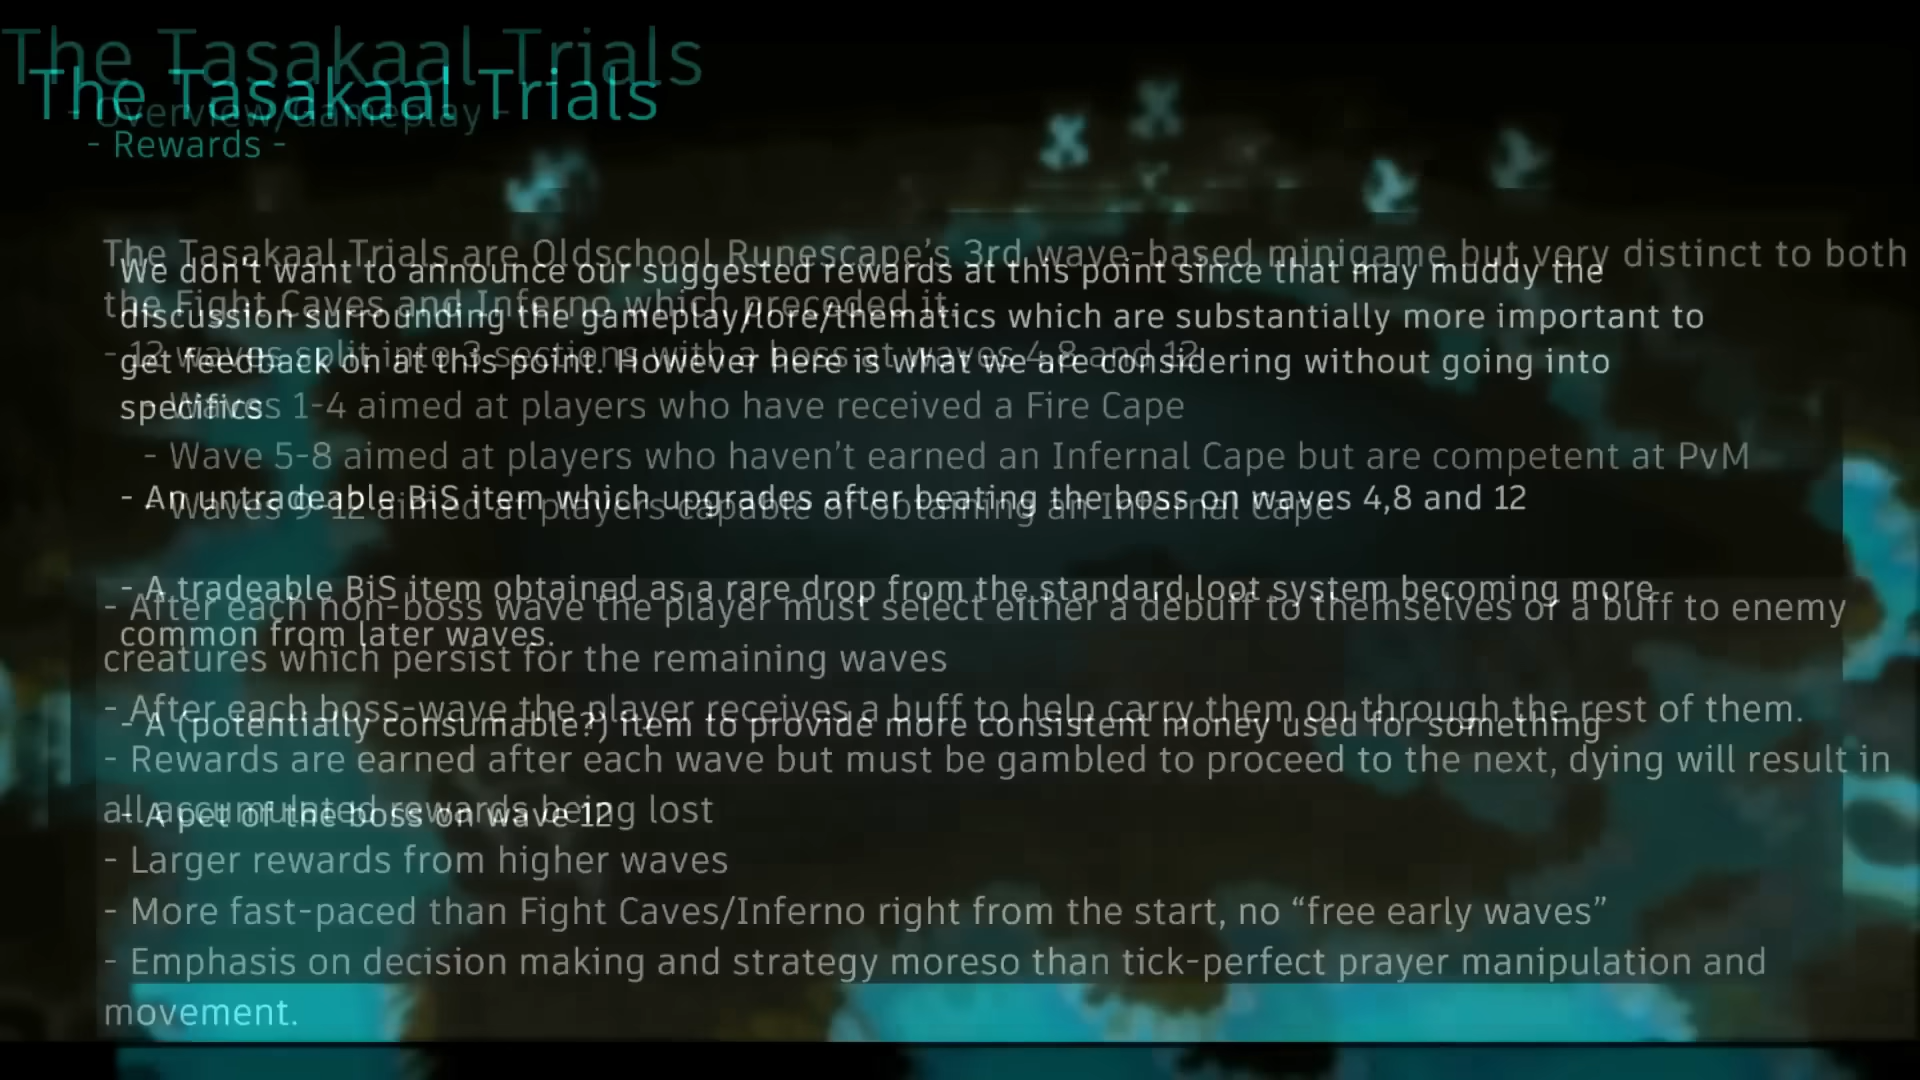 The Tasakaal Trials
- Overview/Gameplay -
The Tasakaal Trials are Oldschool Runescape's 3rd wave-based minigame but very distinct to both
the Fight Caves and Inferno which preceded it.
- 12 waves split into 3 sections with a boss at waves 4,8 and 12
- Waves 1-4 aimed at players who have received a Fire Cape
- Wave 5-8 aimed at players who haven't earned an Infernal Cape but are competent at PvM
- Waves 9-12 aimed at players capable of obtaining an Infernal Cape
- After each non-boss wave the player must select either a debuff to themselves or a buff to enemy
creatures which persist for the remaining waves
- After each boss-wave the player receives a buff to help carry them on through the rest of them.
- Rewards are earned after each wave but must be gambled to proceed to the next, dying will result in
all accumulated rewards being lost
- Larger rewards from higher waves
- More fast-paced than Fight Caves/Inferno right from the start, no “free early waves”
- Emphasis on decision making and strategy moreso than tick-perfect prayer manipulation and
movement.
The Tasakaal Trials
- Rewards -
We don't want to announce our suggested rewards at this point since that may muddy the
discussion surrounding the gameplay/lore/thematics which are substantially more important to
get feedback on at this point. However here is what we are considering without going into
specifics
- An untradeable BiS item which upgrades after beating the boss on waves 4,8 and 12
- A tradeable BiS item obtained as a rare drop from the standard loot system becoming more
common from later waves.
- A (potentially consumable?) item to provide more consistent money used for something
- A pet of the boss on wave 12